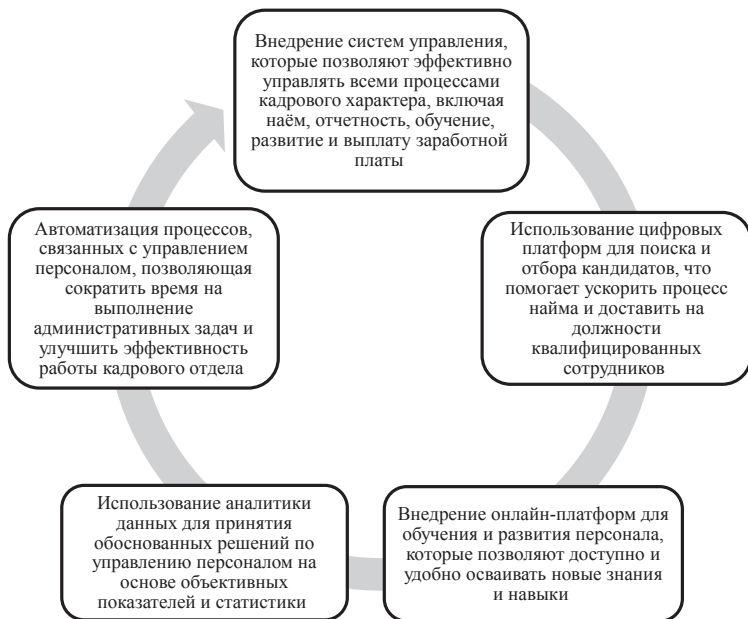 Внедрение систем управления,
которые позволяют эффективно
управлять всеми процессами
кадрового характера, включая
наём, отчетность, обучение,
развитие и выплату заработной
платы
Использование цифровых
платформ для поиска и
отбора кандидатов, что
помогает ускорить процесс
найма и доставить на
должности
квалифицированных
сотрудников
Внедрение онлайн-платформ для
обучения и развития персонала,
которые позволяют доступно и
удобно осваивать новые знания
и навыки
Использование аналитики
данных для принятия
обоснованных решений по
управлению персоналом на
основе объективных
показателей и статистики
Автоматизация процессов,
связанных с управлением
персоналом, позволяющая
сократить время на
выполнение
административных задач и
улучшить эффективность
работы кадрового отдела